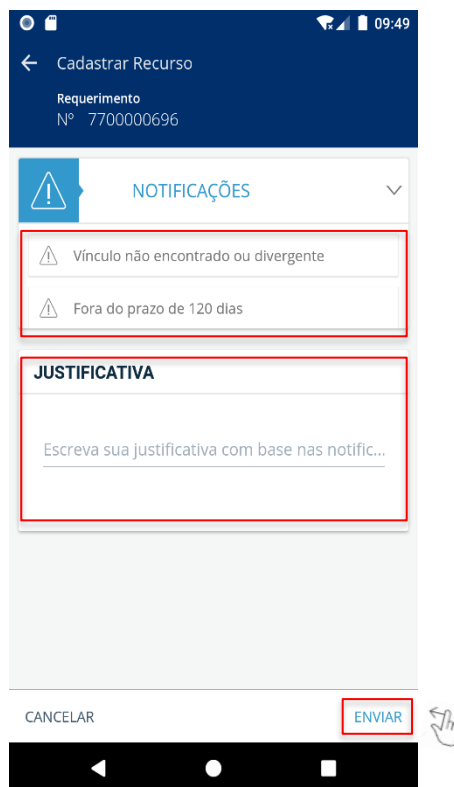 09:49
Cadastrar Recurso
Requerimento
Nº 7700000696
NOTIFICAÇÕES
Vínculo não encontrado ou divergente
Fora do prazo de 120 dias
JUSTIFICATIVA
Escreva sua justificativa com base nas notific...
CANCELAR ENVIAR